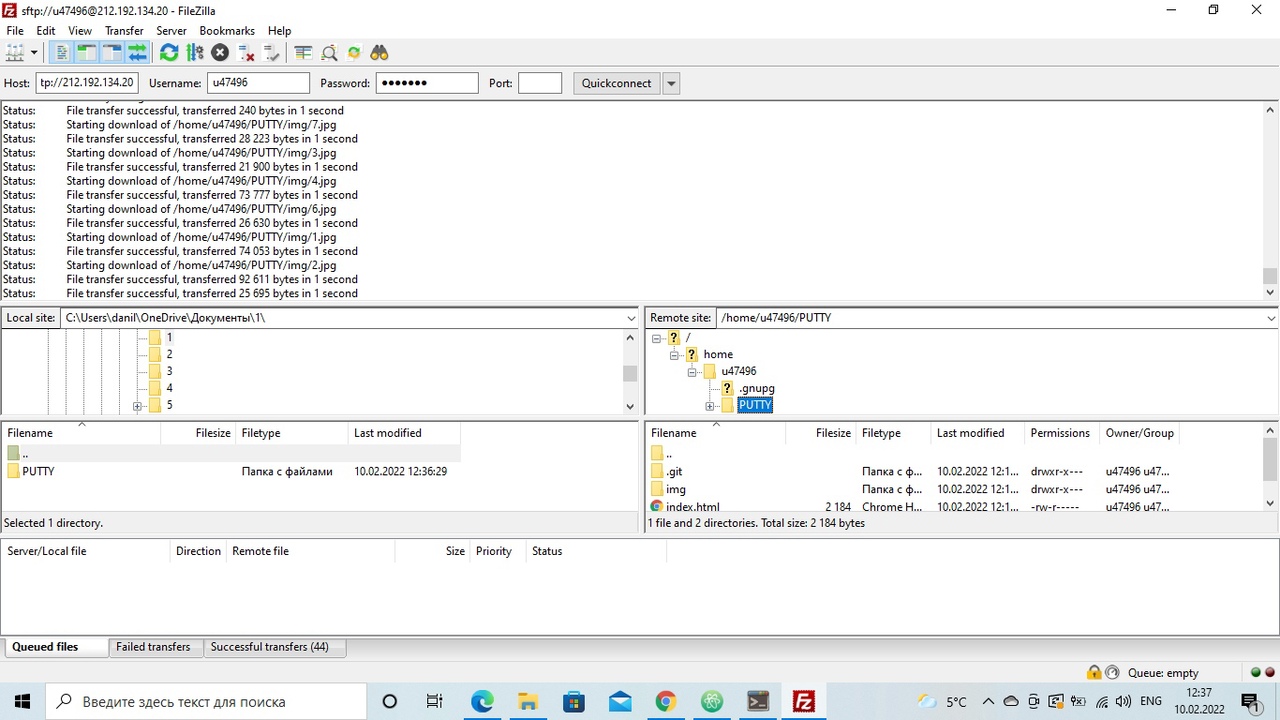 sftp://u47496@212.192.134.20 - FileZilla
File Edit View Transfer Server Bookmarks Help
Host: tp://212.192.134.20 Username: u47496 Password: ●●●●●●● Port: Quickconnect
Status: File transfer successful, transferred 240 bytes in 1 second
Status: Starting download of /home/u47496/PUTTY/img/7.jpg
Status: File transfer successful, transferred 28 223 bytes in 1 second
Status: Starting download of /home/u47496/PUTTY/img/3.jpg
Status: File transfer successful, transferred 21 900 bytes in 1 second
Status: Starting download of /home/u47496/PUTTY/img/4.jpg
Status: File transfer successful, transferred 73 777 bytes in 1 second
Status: Starting download of /home/u47496/PUTTY/img/6.jpg
Status: File transfer successful, transferred 26 630 bytes in 1 second
Status: Starting download of /home/u47496/PUTTY/img/1.jpg
Status: File transfer successful, transferred 74 053 bytes in 1 second
Status: Starting download of /home/u47496/PUTTY/img/2.jpg
Status: File transfer successful, transferred 92 611 bytes in 1 second
Status: File transfer successful, transferred 25 695 bytes in 1 second
Local site: C:\Users\danil\OneDrive\Документы\1\
1
2
3
4
5
Filename Filesize Filetype Last modified
..
PUTTY Папка с файлами 10.02.2022 12:36:29
Selected 1 directory.
Remote site: /home/u47496/PUTTY
/
home
u47496
.gnupg
PUTTY
Filename Filesize Filetype Last modified Permissions Owner/Group
..
.git Папка с ф... 10.02.2022 12:1... drwxr-x--- u47496 u47...
img Папка с ф... 10.02.2022 12:1... drwxr-x--- u47496 u47...
index.html 2 184 Chrome H... 10.02.2022 12:1... -rw-r----- u47496 u47...
1 file and 2 directories. Total size: 2 184 bytes
Server/Local file Direction Remote file Size Priority Status
Queued files Failed transfers Successful transfers (44)
Queue: empty
Введите здесь текст для поиска
5°C ENG 12:37
10.02.2022
1